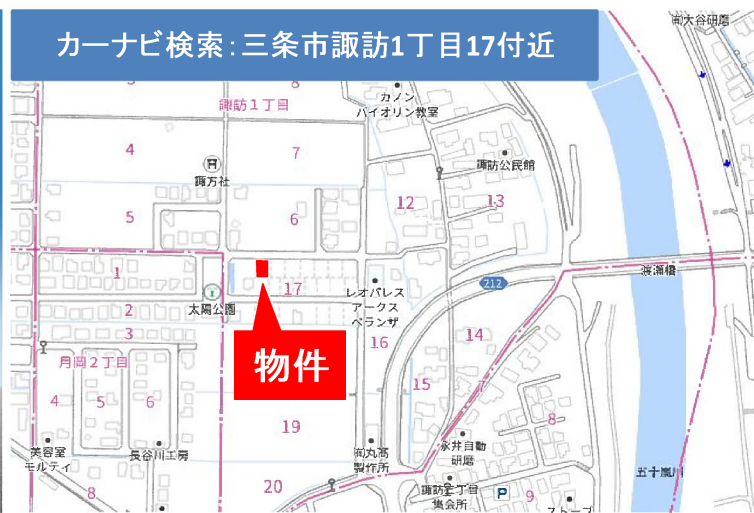 カーナビ検索：三条市諏訪1丁目17付近
㈲大谷研磨
8
諏訪1丁目
カノン
バイオリン教室
4
7
諏方社
諏訪公民館
5
6
12
13
1
17
太陽公園
レオパレス
アークス
ベランザ
212
渡瀬橋
2
3
16
14
物件
月岡2丁目
15
7
4
5
6
19
8
美容室
モルティ
長谷川工房
㈲丸高
製作所
永井自動
研磨
五十嵐川
8
20
諏訪三丁目
集会所
P
9